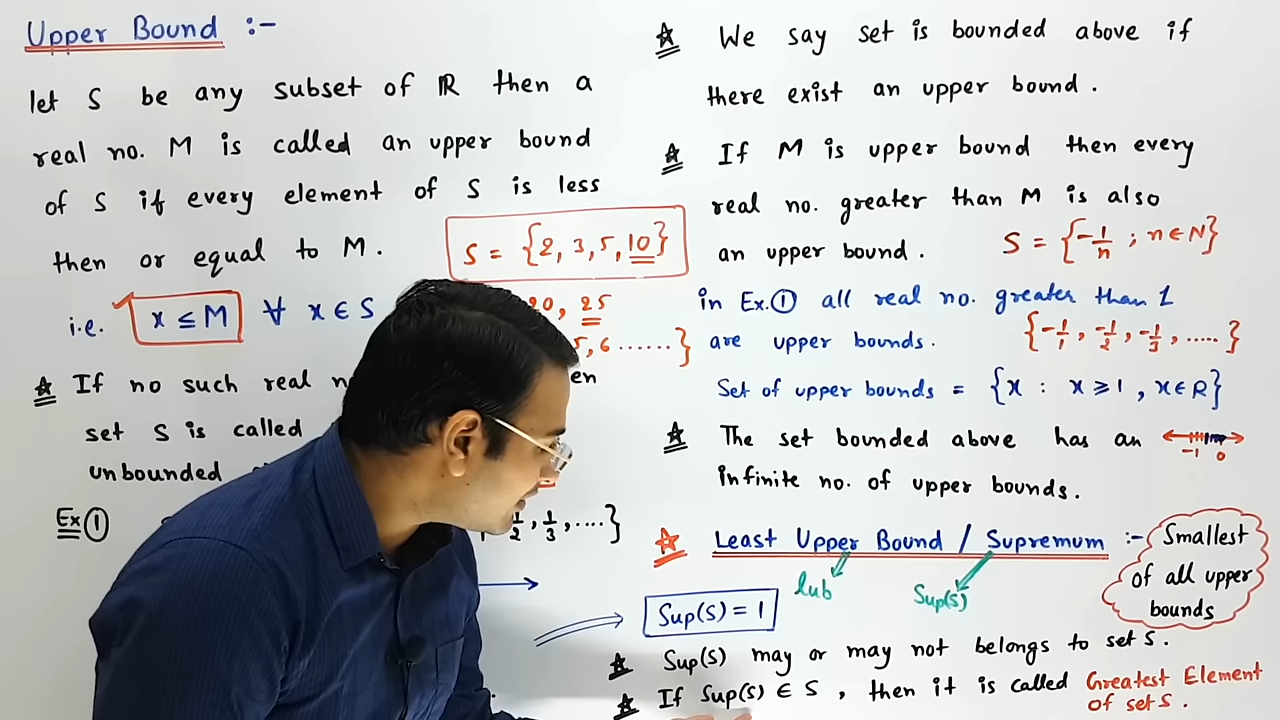 Upper Bound :-
let S be any subset of ℝ then a
real no. M is called an upper bound
of S if every element of S is less
then or equal to M.
S = {2, 3, 5, 10}
i.e. x ≤ M ∀ x ∈ S
20, 25
5, 6 ......}
☆ If no such real n en
set S is called
unbounded
Ex ①
1/2, 1/3, ....}
☆ We say set is bounded above if
there exist an upper bound.
☆ If M is upper bound then every
real no. greater than M is also
an upper bound.
S = {-1/n ; n ∈ N}
in Ex.① all real no. greater than 1
are upper bounds.
{-1/1, -1/2, -1/3, .....}
Set of upper bounds = {x : x ≥ 1, x ∈ R}
☆ The set bounded above has an
-1 0
infinite no. of upper bounds.
☆ Least Upper Bound / Supremum :-
Smallest
of all upper
bounds
lub
Sup(S)
Sup(S) = 1
☆ Sup(S) may or may not belongs to set S.
☆ If Sup(S) ∈ S, then it is called Greatest Element
of set S.